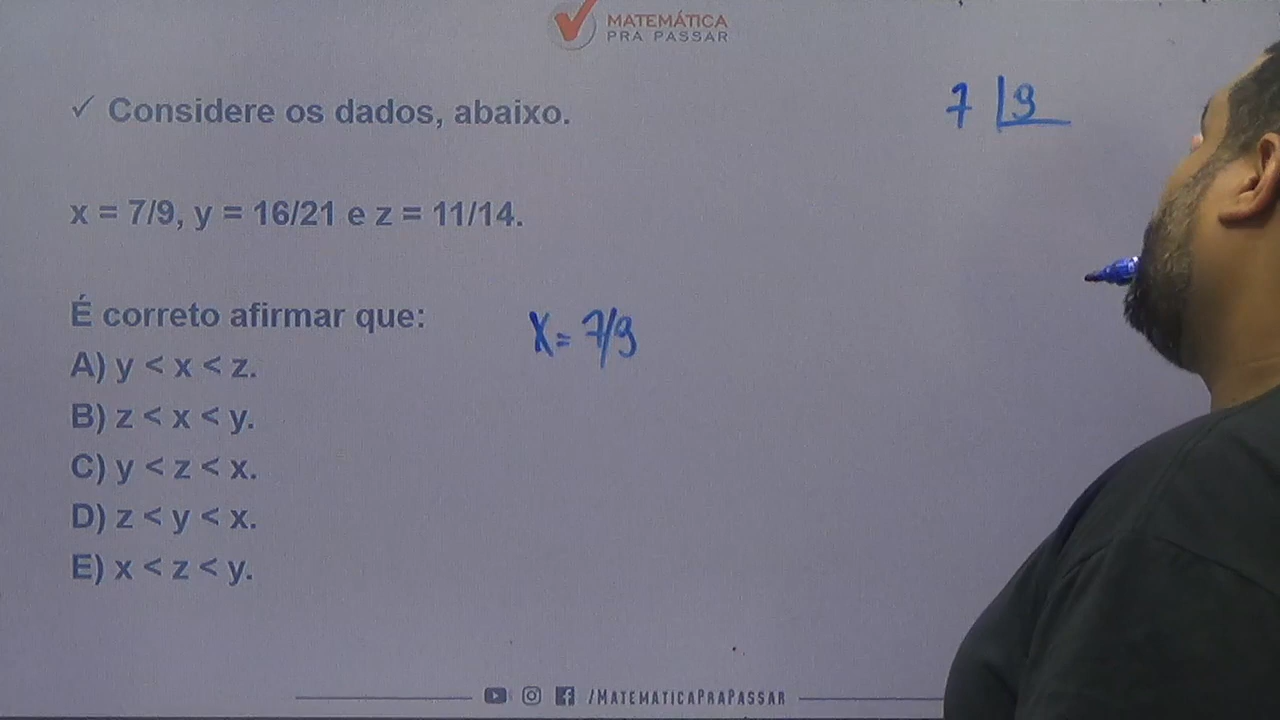 MATEMÁTICA
PRA PASSAR
✓ Considere os dados, abaixo.
7 |9
x = 7/9, y = 16/21 e z = 11/14.
É correto afirmar que:
X = 7/9
A) y < x < z.
B) z < x < y.
C) y < z < x.
D) z < y < x.
E) x < z < y.
/MATEMATICAPRAPASSAR